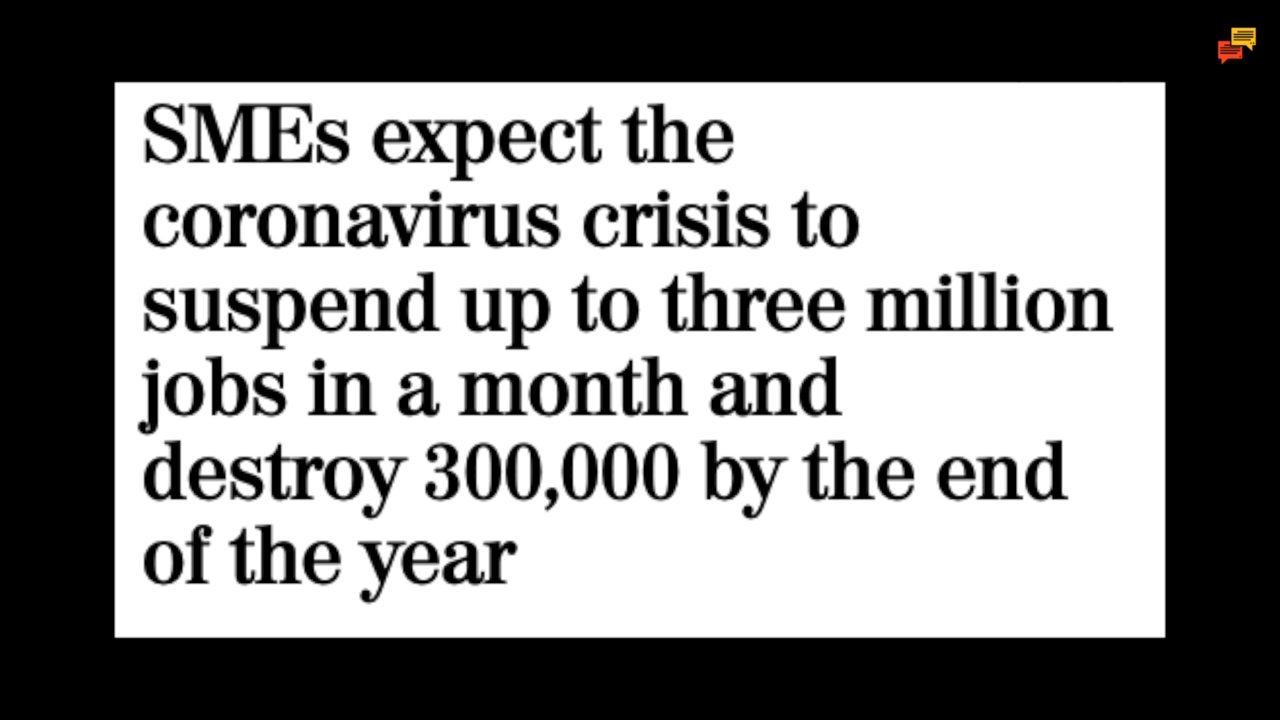 SMEs expect the
coronavirus crisis to
suspend up to three million
jobs in a month and
destroy 300,000 by the end
of the year